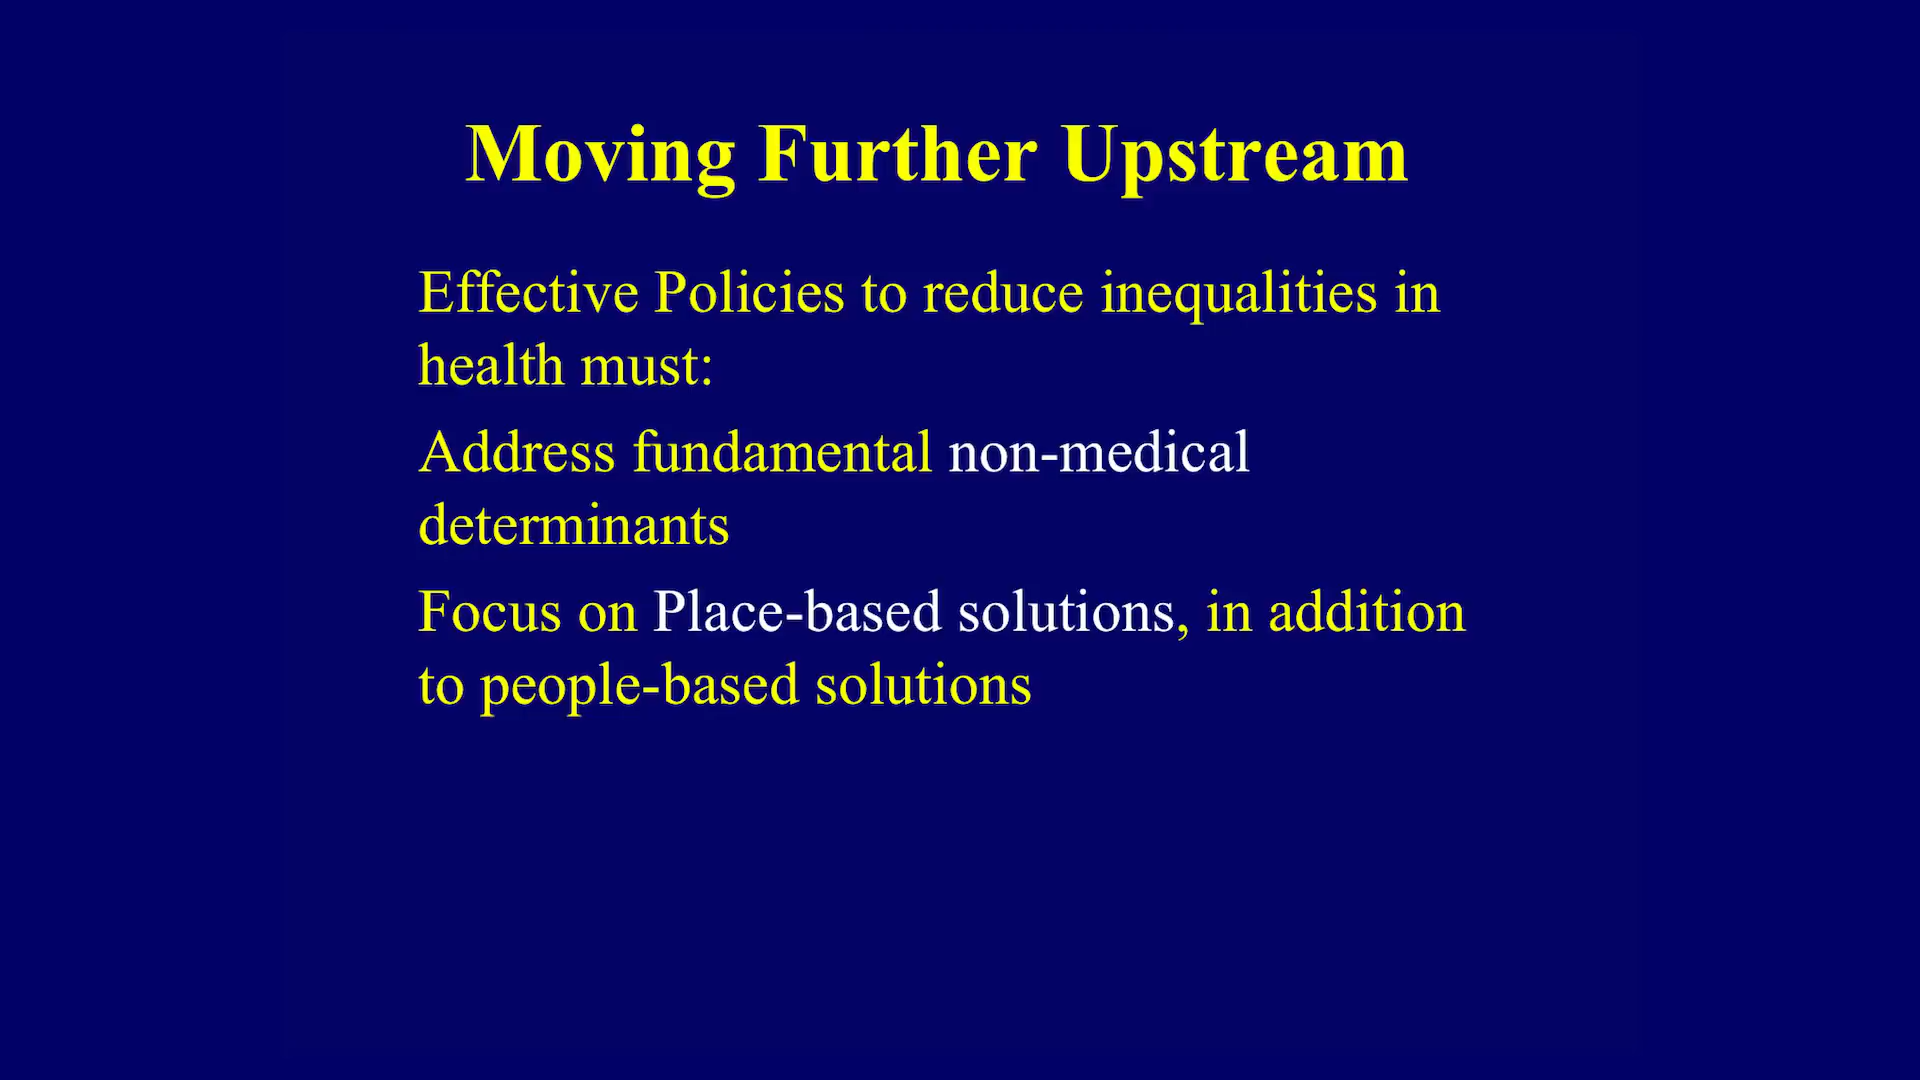 Moving Further Upstream
Effective Policies to reduce inequalities in
health must:
Address fundamental non-medical
determinants
Focus on Place-based solutions, in addition
to people-based solutions